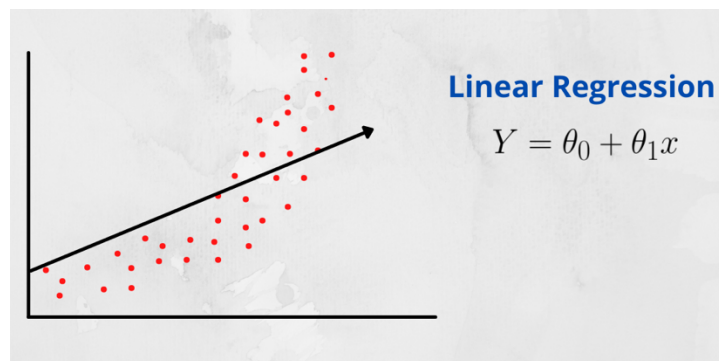 Linear Regression
Y = θ₀ + θ₁x